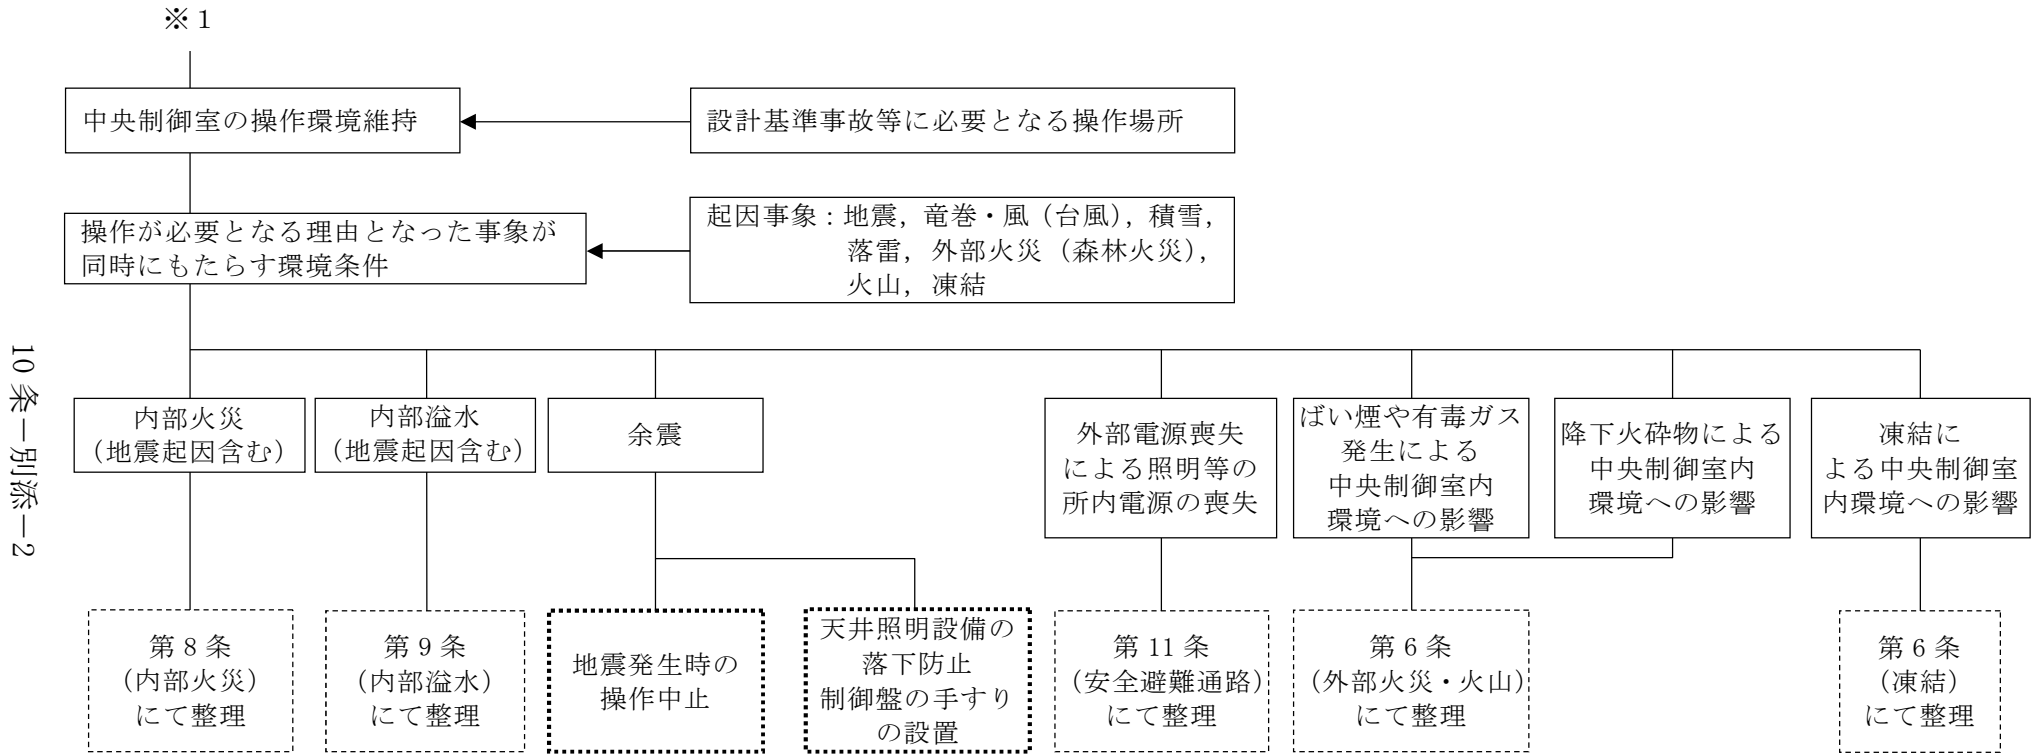 ※1
中央制御室の操作環境維持
設計基準事故等に必要となる操作場所
操作が必要となる理由となった事象が
同時にもたらす環境条件
起因事象：地震，竜巻・風（台風），積雪，
落雷，外部火災（森林火災），
火山，凍結
内部火災
（地震起因含む）
内部溢水
（地震起因含む）
余震
外部電源喪失
による照明等の
所内電源の喪失
ばい煙や有毒ガス
発生による
中央制御室内
環境への影響
降下火砕物による
中央制御室内
環境への影響
凍結に
よる中央制御室
内環境への影響
第8条
（内部火災）
にて整理
第9条
（内部溢水）
にて整理
地震発生時の
操作中止
天井照明設備の
落下防止
制御盤の手すり
の設置
第11条
（安全避難通路）
にて整理
第6条
（外部火災・火山）
にて整理
第6条
（凍結）
にて整理
10条－別添－2